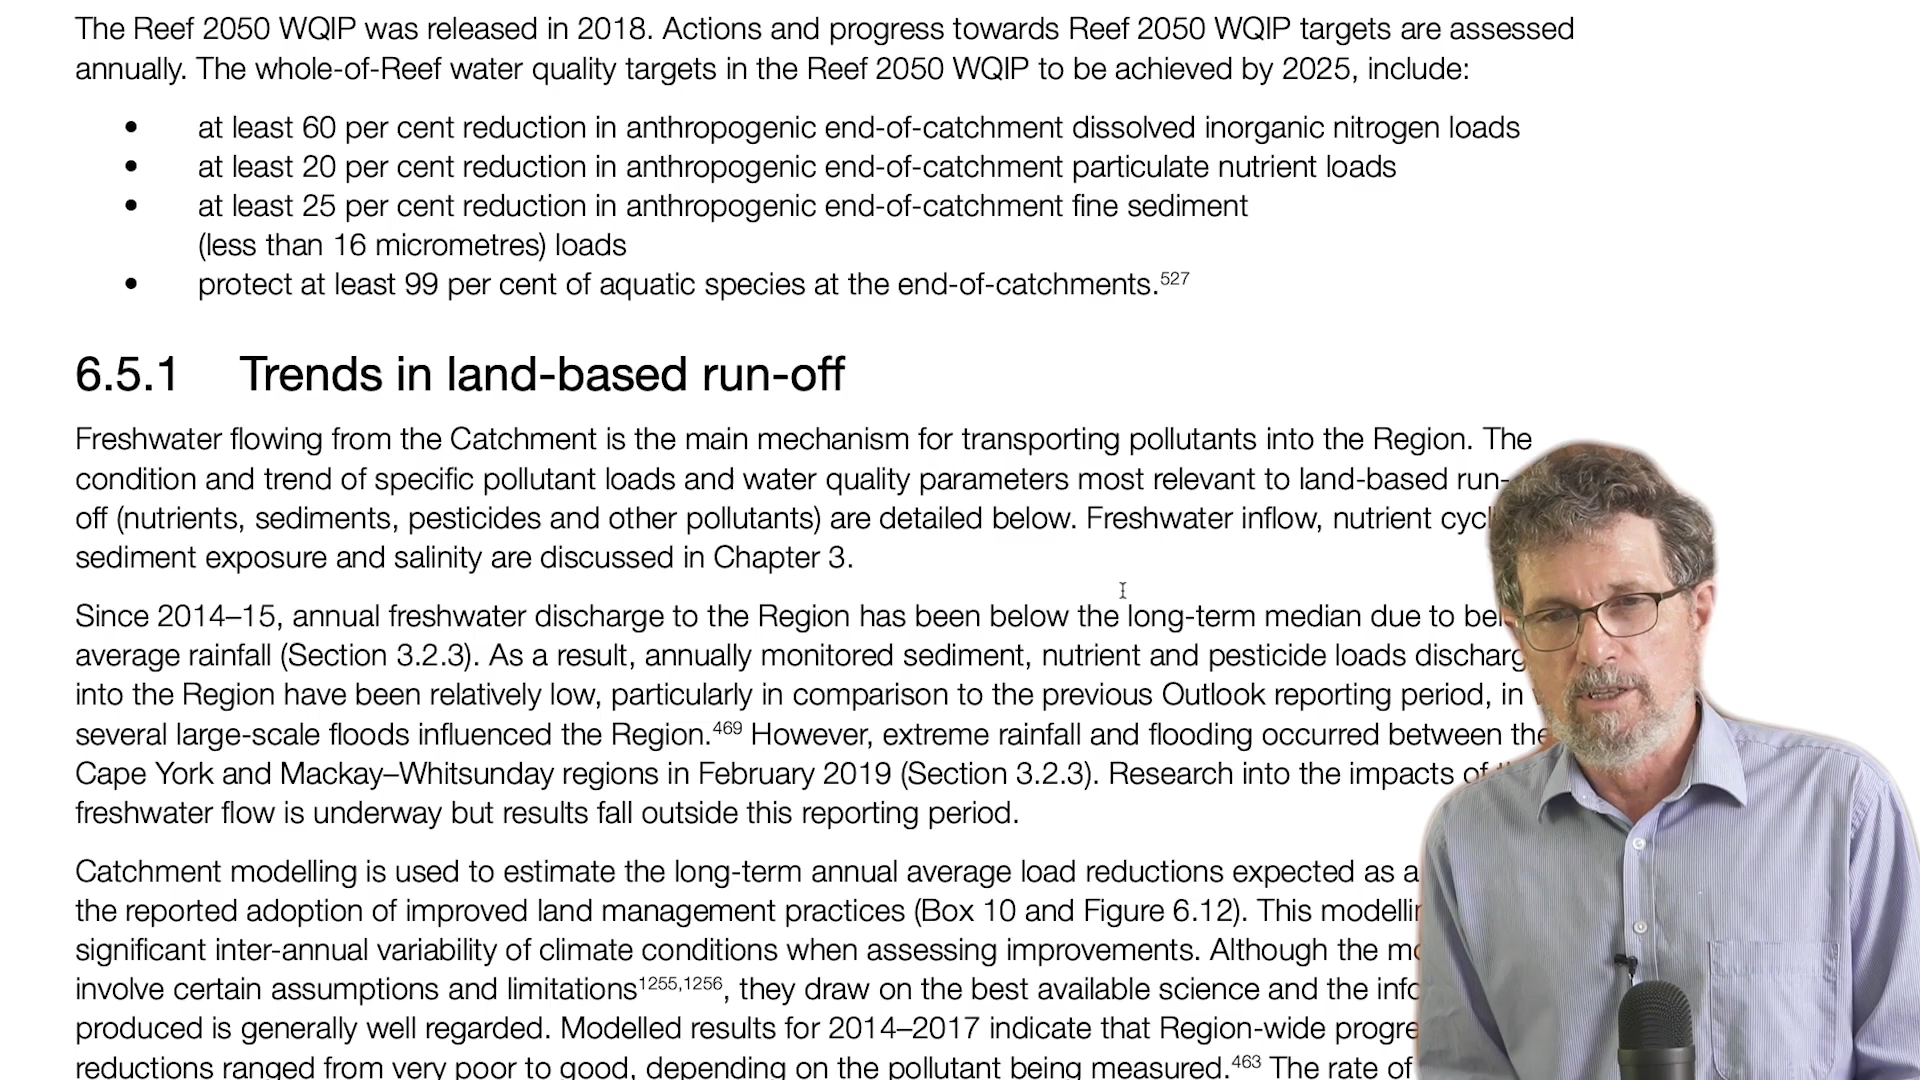 The Reef 2050 WQIP was released in 2018. Actions and progress towards Reef 2050 WQIP targets are assessed
annually. The whole-of-Reef water quality targets in the Reef 2050 WQIP to be achieved by 2025, include:
• at least 60 per cent reduction in anthropogenic end-of-catchment dissolved inorganic nitrogen loads
• at least 20 per cent reduction in anthropogenic end-of-catchment particulate nutrient loads
• at least 25 per cent reduction in anthropogenic end-of-catchment fine sediment
(less than 16 micrometres) loads
• protect at least 99 per cent of aquatic species at the end-of-catchments.527
6.5.1 Trends in land-based run-off
Freshwater flowing from the Catchment is the main mechanism for transporting pollutants into the Region. The
condition and trend of specific pollutant loads and water quality parameters most relevant to land-based run-
off (nutrients, sediments, pesticides and other pollutants) are detailed below. Freshwater inflow, nutrient
sediment exposure and salinity are discussed in Chapter 3.
Since 2014–15, annual freshwater discharge to the Region has been below the long-term median due to
average rainfall (Section 3.2.3). As a result, annually monitored sediment, nutrient and pesticide loads
into the Region have been relatively low, particularly in comparison to the previous Outlook reporting period, in
several large-scale floods influenced the Region.469 However, extreme rainfall and flooding occurred between the
Cape York and Mackay–Whitsunday regions in February 2019 (Section 3.2.3). Research into the impacts of
freshwater flow is underway but results fall outside this reporting period.
Catchment modelling is used to estimate the long-term annual average load reductions expected as a
the reported adoption of improved land management practices (Box 10 and Figure 6.12). This
significant inter-annual variability of climate conditions when assessing improvements. Although the
involve certain assumptions and limitations1255,1256, they draw on the best available science and the
produced is generally well regarded. Modelled results for 2014–2017 indicate that Region-wide
reductions ranged from very poor to good, depending on the pollutant being measured.463 The rate of